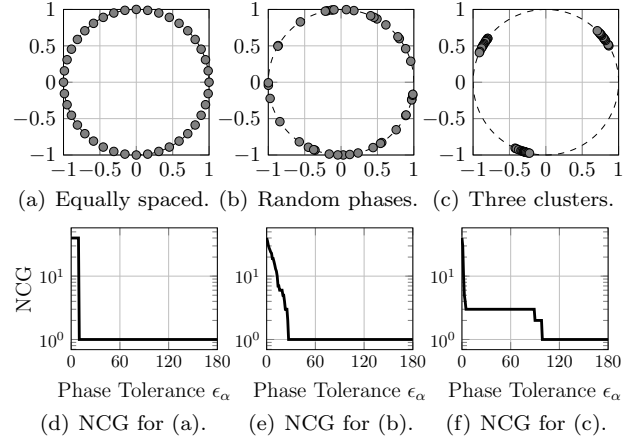 −1 −0.5 0 0.5 1
1
0.5
0
−0.5
−1
(a) Equally spaced.
−1 −0.5 0 0.5 1
1
0.5
0
−0.5
−1
(b) Random phases.
−1 −0.5 0 0.5 1
1
0.5
0
−0.5
−1
(c) Three clusters.
NCG
10¹
10⁰
0 60 120 180
Phase Tolerance ϵα
(d) NCG for (a).
10¹
10⁰
0 60 120 180
Phase Tolerance ϵα
(e) NCG for (b).
10¹
10⁰
0 60 120 180
Phase Tolerance ϵα
(f) NCG for (c).